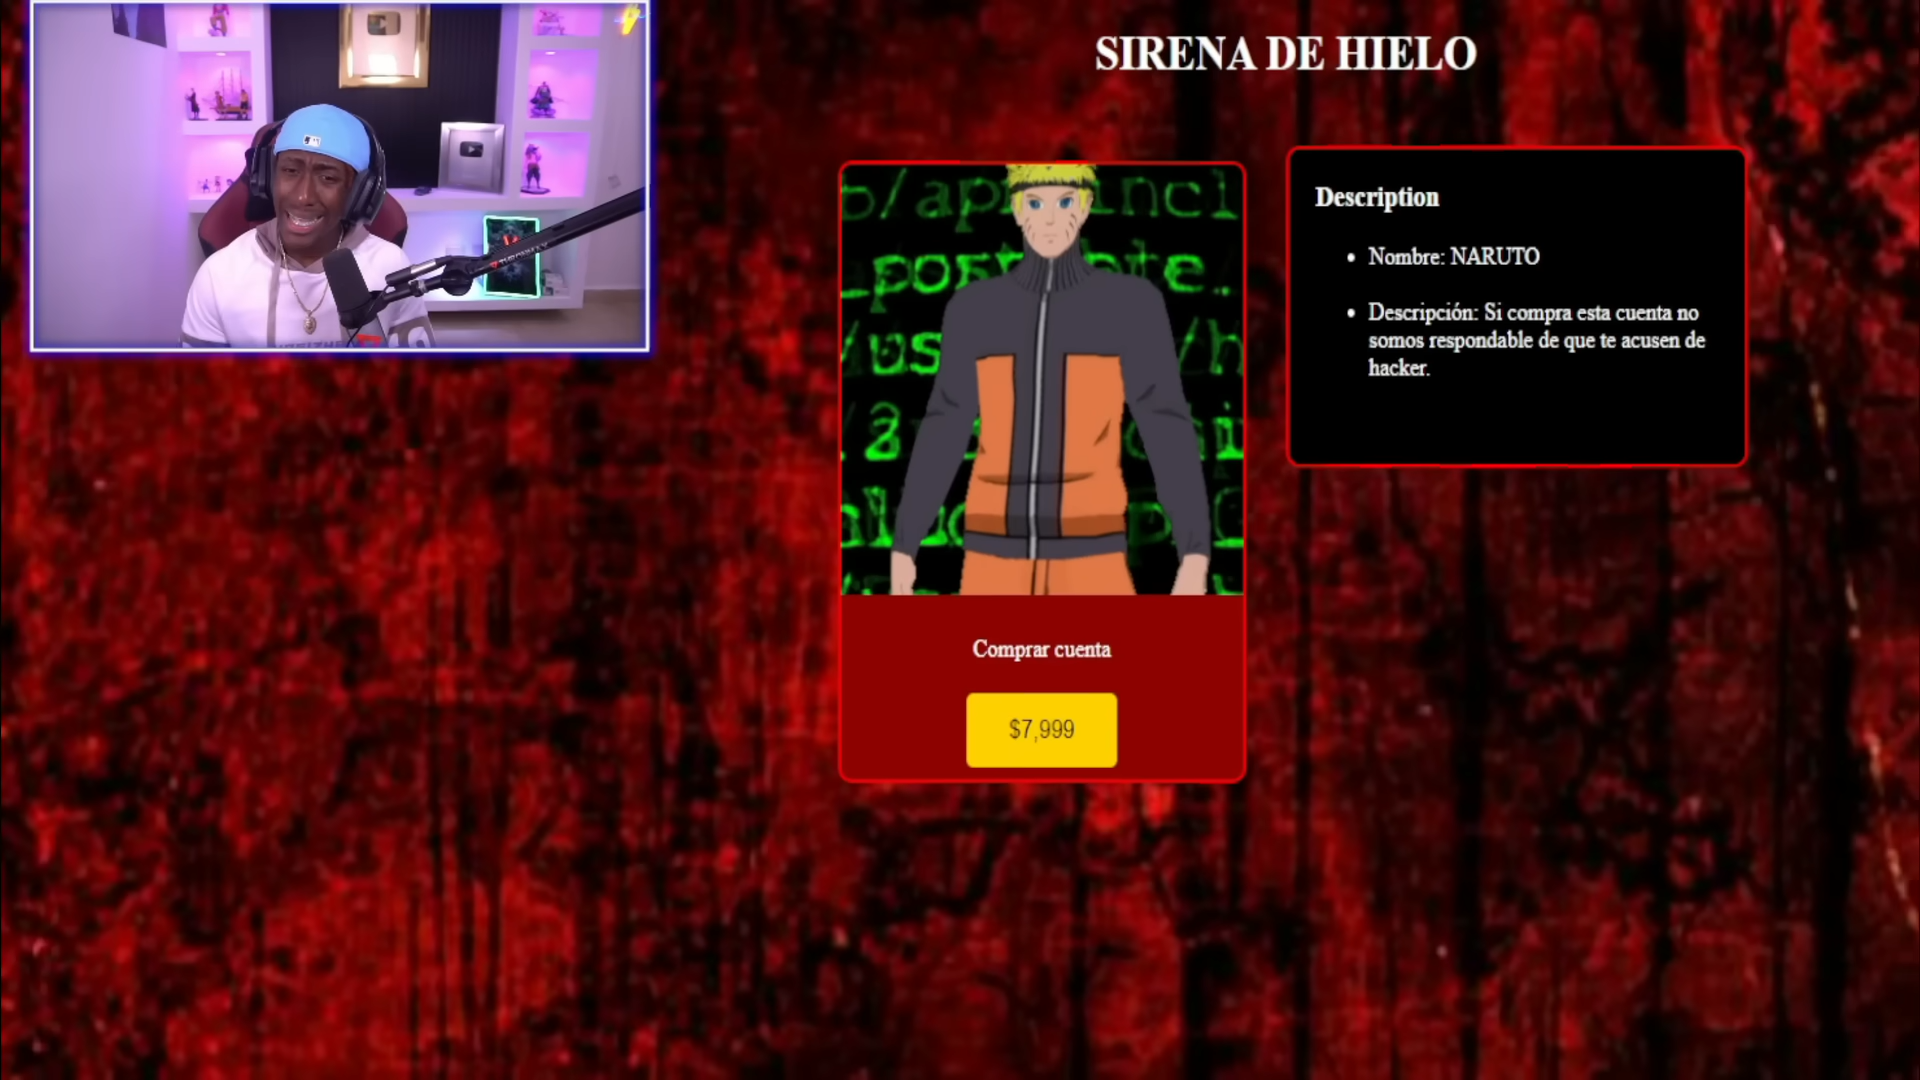 SIRENA DE HIELO
Description
Nombre: NARUTO
Descripción: Si compra esta cuenta no
somos respondable de que te acusen de
hacker.
Comprar cuenta
$7,999
THRONMAX